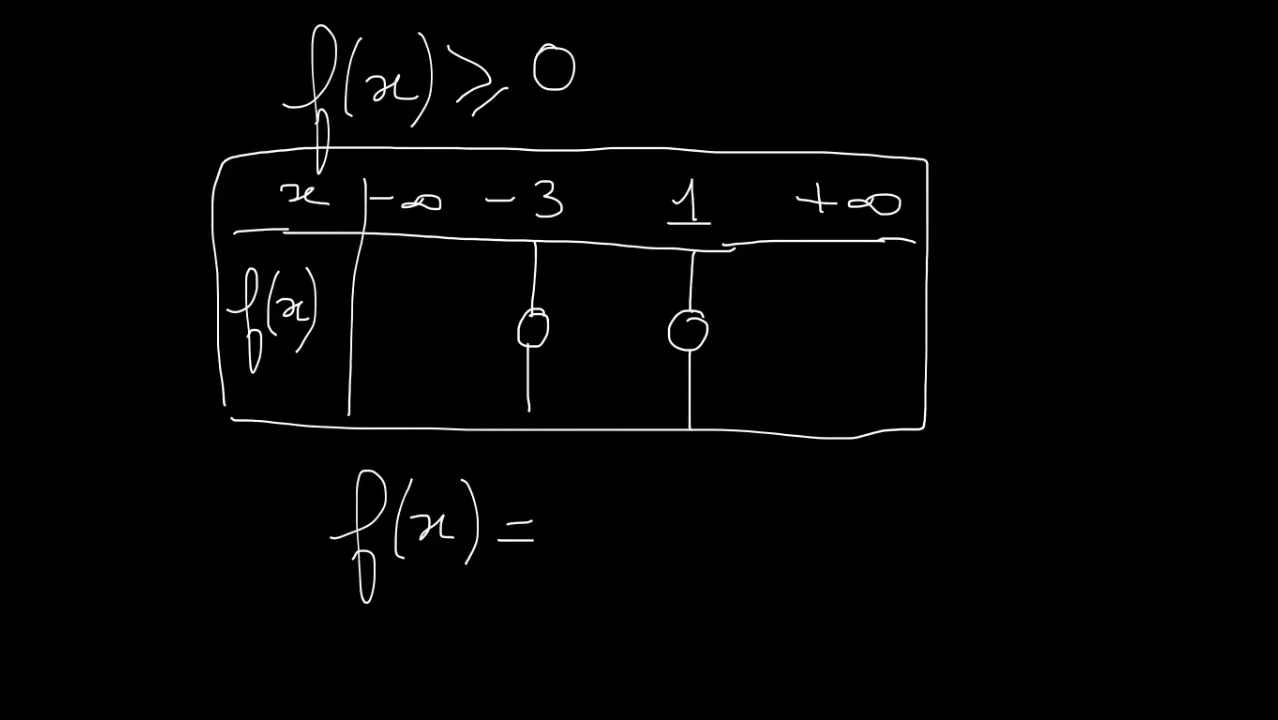 f(x) ⩾ 0
x | -∞ -3 1 +∞
f(x) | 0 0
f(x) =